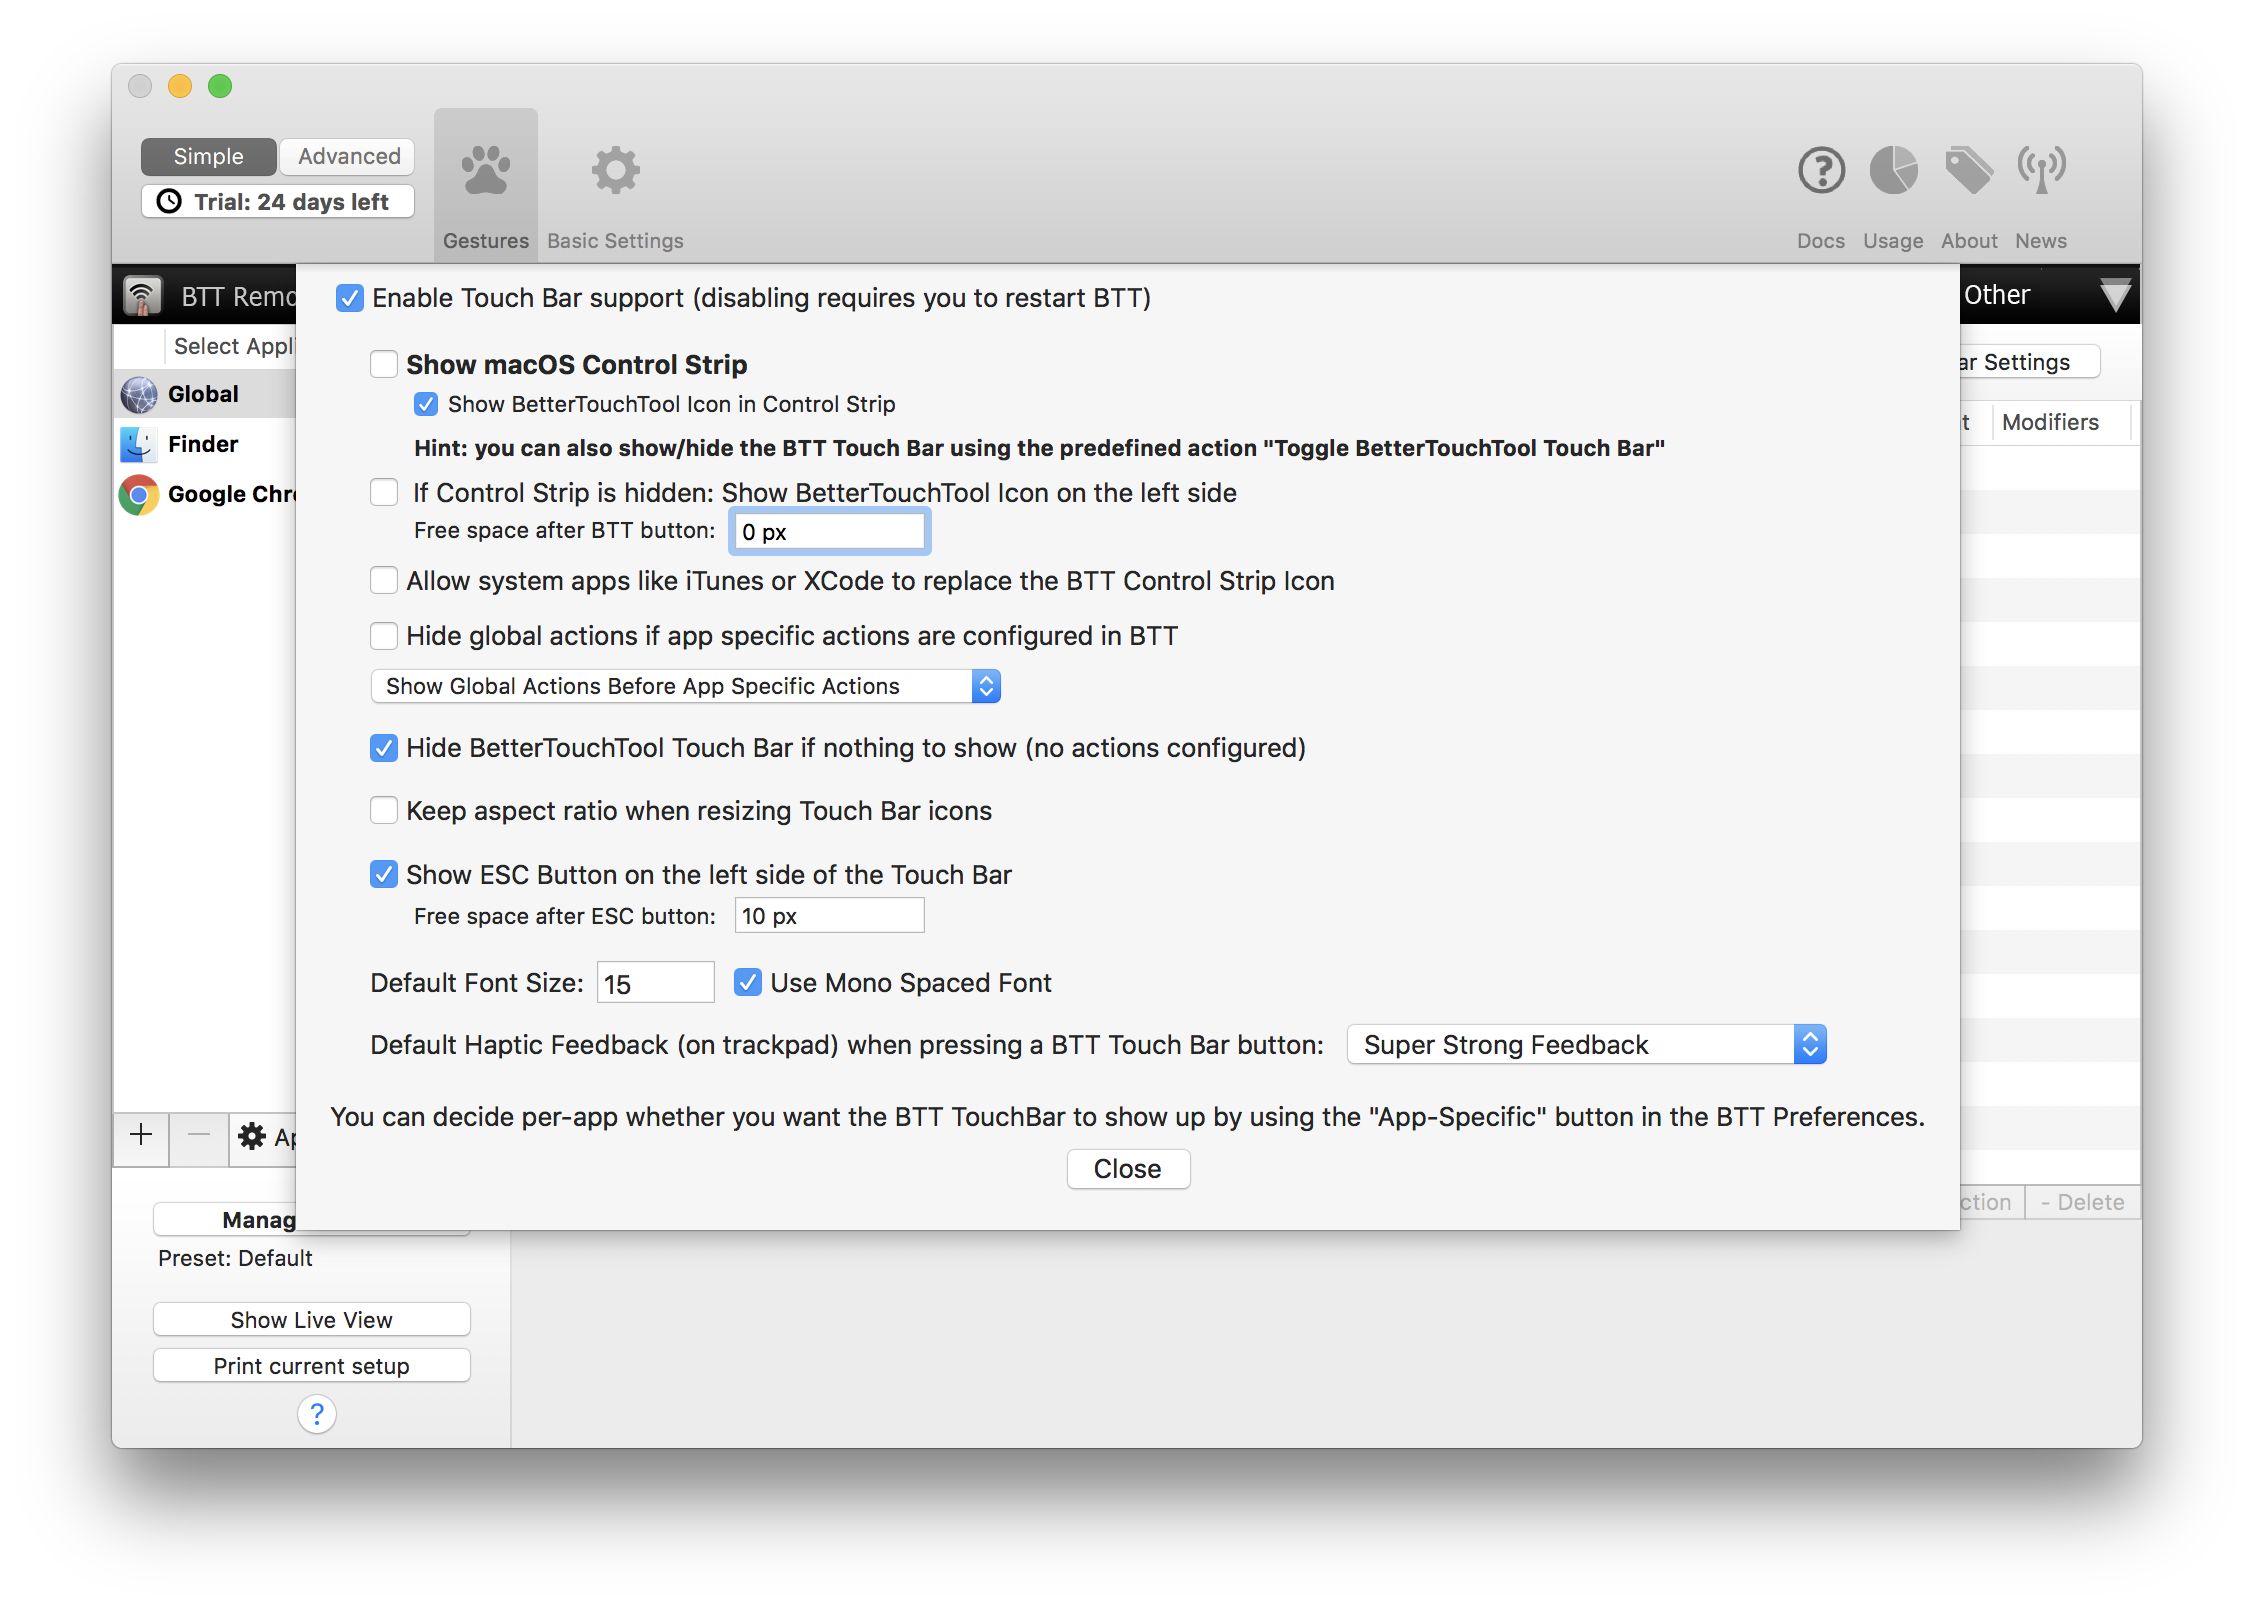 Simple
Advanced
Trial: 24 days left
Gestures
Basic Settings
Docs
Usage
About
News
BTT Remo
Other
Select Appli
ar Settings
Global
Finder
Google Chr
t
Modifiers
Enable Touch Bar support (disabling requires you to restart BTT)
Show macOS Control Strip
Show BetterTouchTool Icon in Control Strip
Hint: you can also show/hide the BTT Touch Bar using the predefined action "Toggle BetterTouchTool Touch Bar"
If Control Strip is hidden: Show BetterTouchTool Icon on the left side
Free space after BTT button: 0 px
Allow system apps like iTunes or XCode to replace the BTT Control Strip Icon
Hide global actions if app specific actions are configured in BTT
Show Global Actions Before App Specific Actions
Hide BetterTouchTool Touch Bar if nothing to show (no actions configured)
Keep aspect ratio when resizing Touch Bar icons
Show ESC Button on the left side of the Touch Bar
Free space after ESC button: 10 px
Default Font Size: 15 Use Mono Spaced Font
Default Haptic Feedback (on trackpad) when pressing a BTT Touch Bar button: Super Strong Feedback
You can decide per-app whether you want the BTT TouchBar to show up by using the "App-Specific" button in the BTT Preferences.
Close
Ap
ction
- Delete
Manag
Preset: Default
Show Live View
Print current setup
?